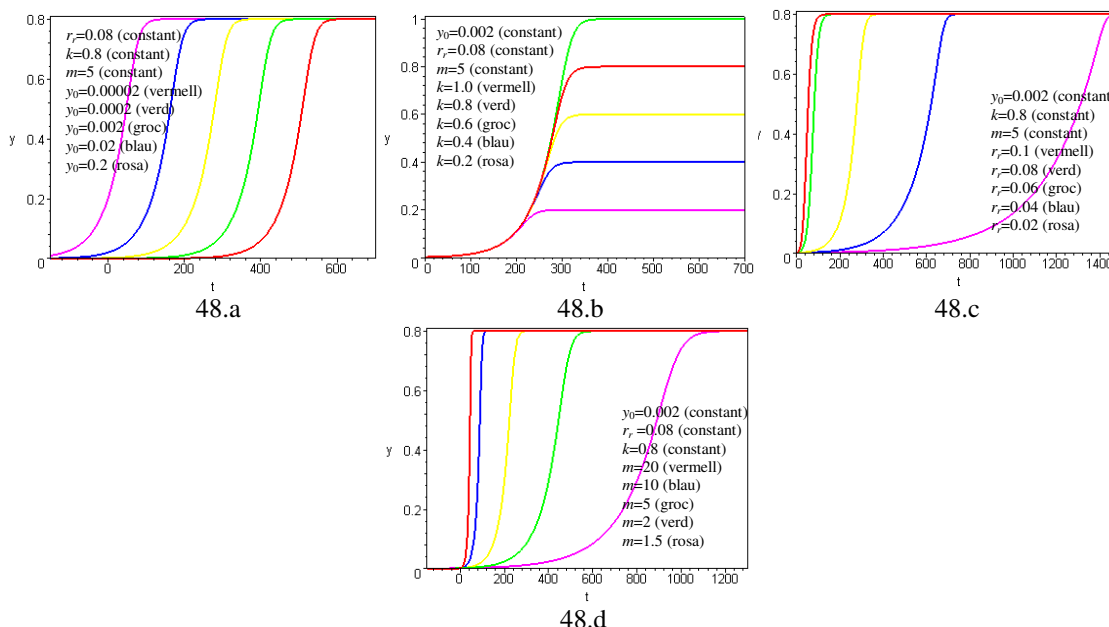 0.8
0.6
0.4
0.2
0
y
r_r=0.08 (constant)
k=0.8 (constant)
m=5 (constant)
y_0=0.00002 (vermell)
y_0=0.0002 (verd)
y_0=0.002 (groc)
y_0=0.02 (blau)
y_0=0.2 (rosa)
0 200 400 600
t
48.a
1
0.8
0.6
0.4
0.2
0
y
y_0=0.002 (constant)
r_r=0.08 (constant)
m=5 (constant)
k=1.0 (vermell)
k=0.8 (verd)
k=0.6 (groc)
k=0.4 (blau)
k=0.2 (rosa)
0 100 200 300 400 500 600 700
t
48.b
0.8
0.6
0.4
0.2
0
y_0=0.002 (constant
k=0.8 (constant)
m=5 (constant)
r_r=0.1 (vermell)
r_r=0.08 (verd)
r_r=0.06 (groc)
r_r=0.04 (blau)
r_r=0.02 (rosa)
0 200 400 600 800 1000 1200 1400
t
48.c
0.8
0.6
0.4
0.2
0
y
y_0=0.002 (constant)
r_r =0.08 (constant)
k=0.8 (constant)
m=20 (vermell)
m=10 (blau)
m=5 (groc)
m=2 (verd)
m=1.5 (rosa)
0 200 400 600 800 1000 1200
t
48.d